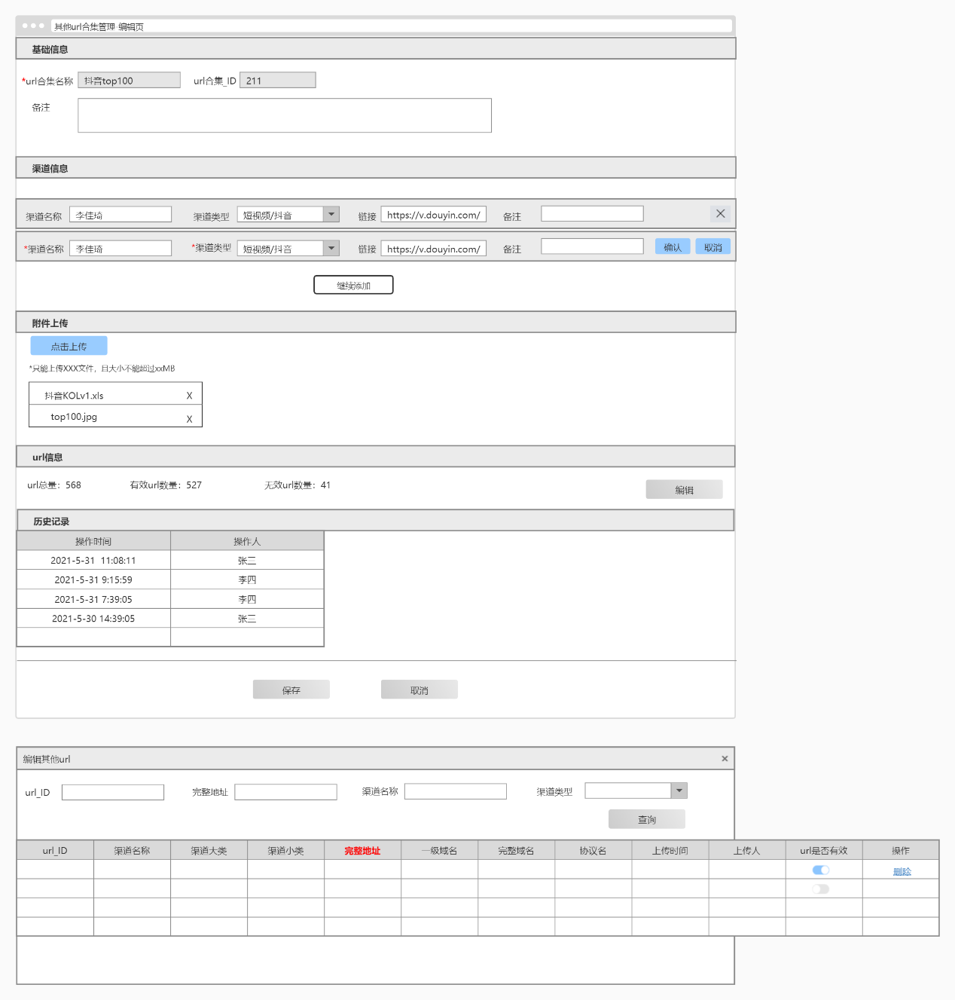 其他url合集管理-编辑页
基础信息
*url合集名称 抖音top100 url合集_ID 211
备注
渠道信息
渠道名称 李佳琦 渠道类型 短视频/抖音 链接 https://v.douyin.com/ 备注
*渠道名称 李佳琦 *渠道类型 短视频/抖音 链接 https://v.douyin.com/ 备注 确认 取消
继续添加
附件上传
点击上传
*只能上传XXX文件，且大小不能超过xxMB
抖音KOLv1.xls X
top100.jpg X
url信息
url总量：568 有效url数量：527 无效url数量：41 编辑
历史记录
操作时间 操作人
2021-5-31 11:08:11 张三
2021-5-31 9:15:59 李四
2021-5-31 7:39:05 李四
2021-5-30 14:39:05 张三
保存 取消
编辑其他url
url_ID 完整地址 渠道名称 渠道类型
查询
url_ID 渠道名称 渠道大类 渠道小类 完整地址 一级域名 完整域名 协议名 上传时间 上传人 url是否有效 操作
删除